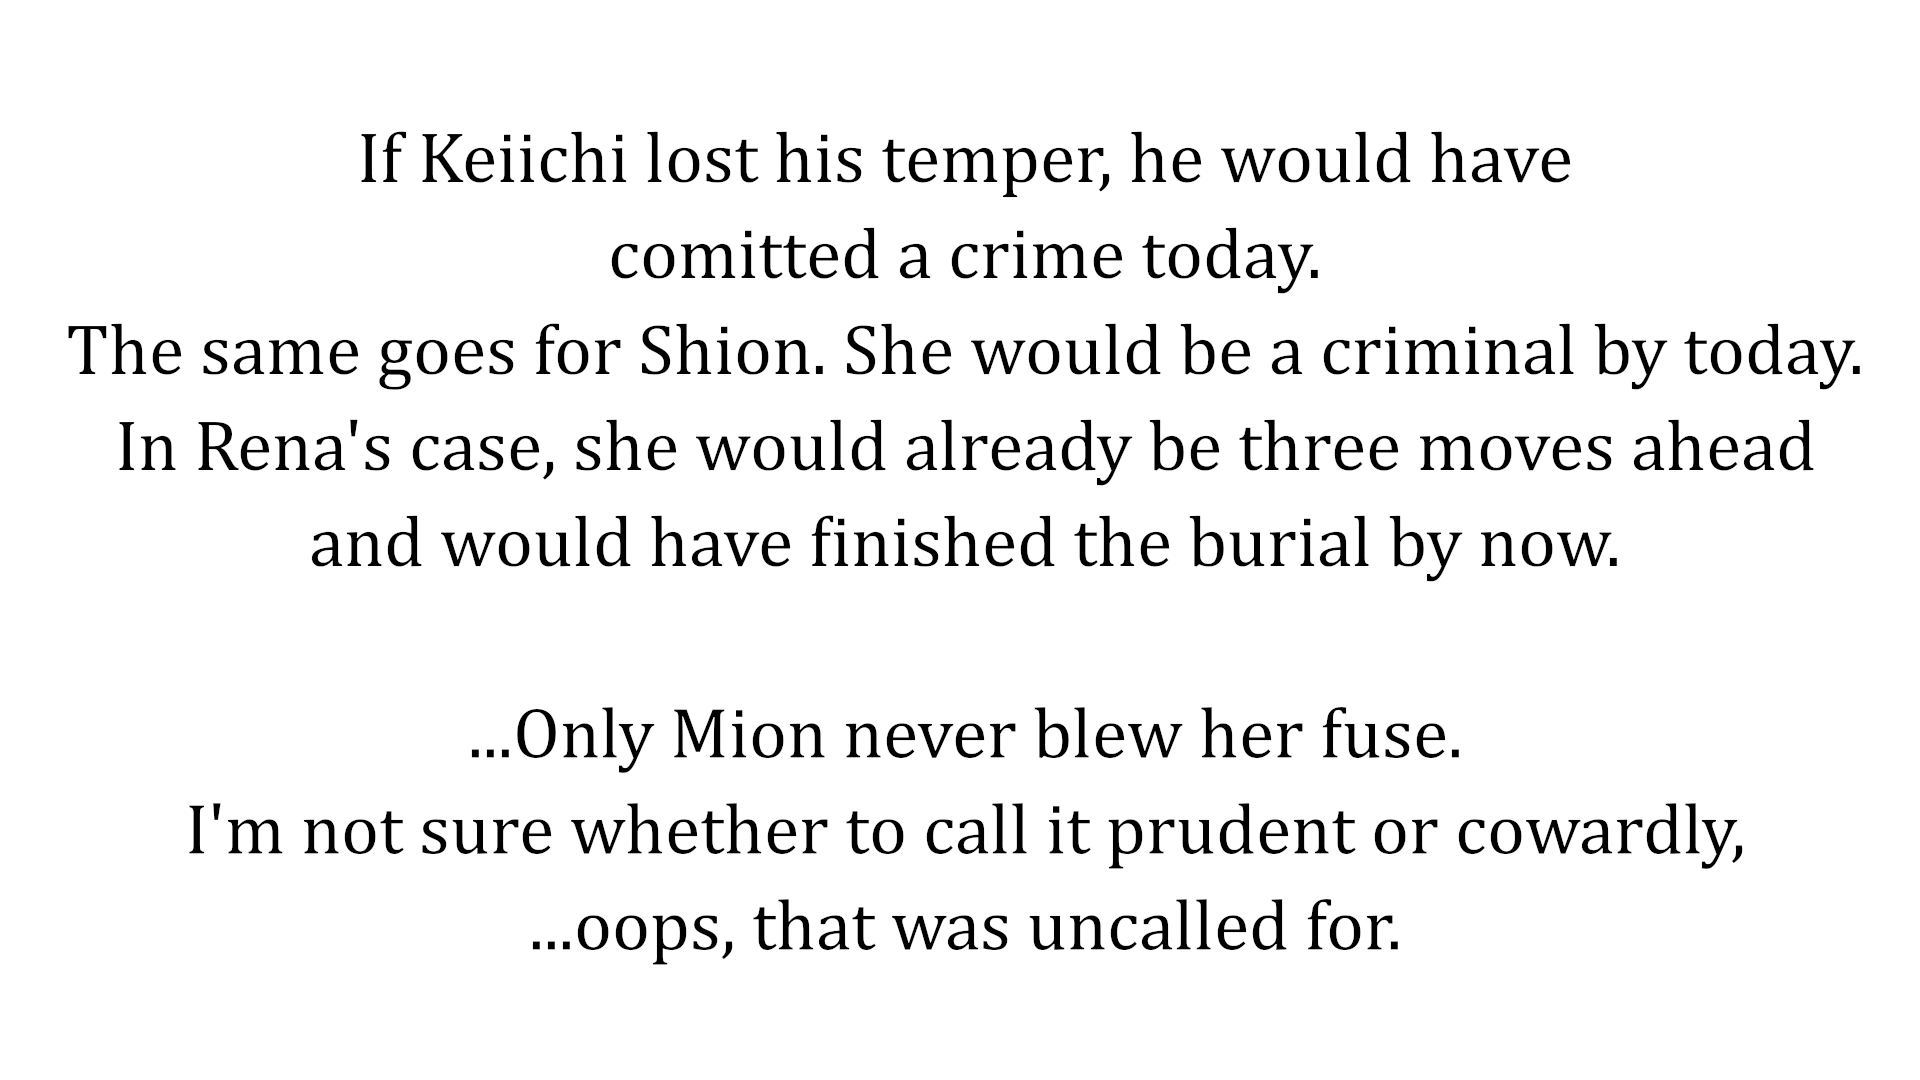 If Keiichi lost his temper, he would have
comitted a crime today.
The same goes for Shion. She would be a criminal by today.
In Rena's case, she would already be three moves ahead
and would have finished the burial by now.
...Only Mion never blew her fuse.
I'm not sure whether to call it prudent or cowardly,
...oops, that was uncalled for.